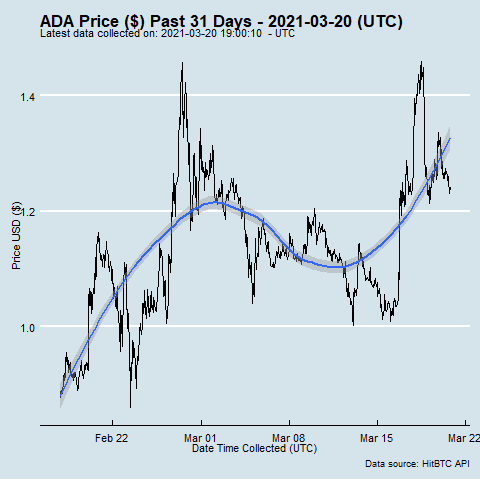 ADA Price ($) Past 31 Days - 2021-03-20 (UTC)
Latest data collected on: 2021-03-20 19:00:10 - UTC
1.4
1.2
1.0
Price USD ($)
Feb 22
Mar 01
Mar 08
Mar 15
Mar 22
Date Time Collected (UTC)
Data source: HitBTC API